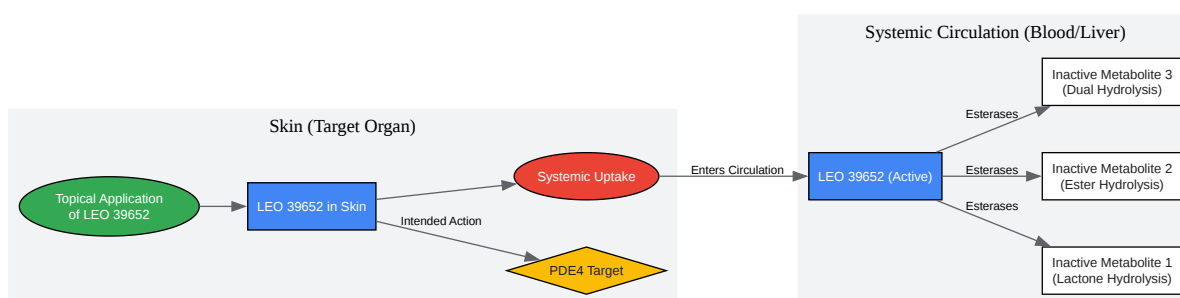 Systemic Circulation (Blood/Liver)
Skin (Target Organ)
Topical Application
of LEO 39652
LEO 39652 in Skin
Intended Action
Systemic Uptake
PDE4 Target
Enters Circulation
LEO 39652 (Active)
Esterases
Esterases
Esterases
Inactive Metabolite 3
(Dual Hydrolysis)
Inactive Metabolite 2
(Ester Hydrolysis)
Inactive Metabolite 1
(Lactone Hydrolysis)